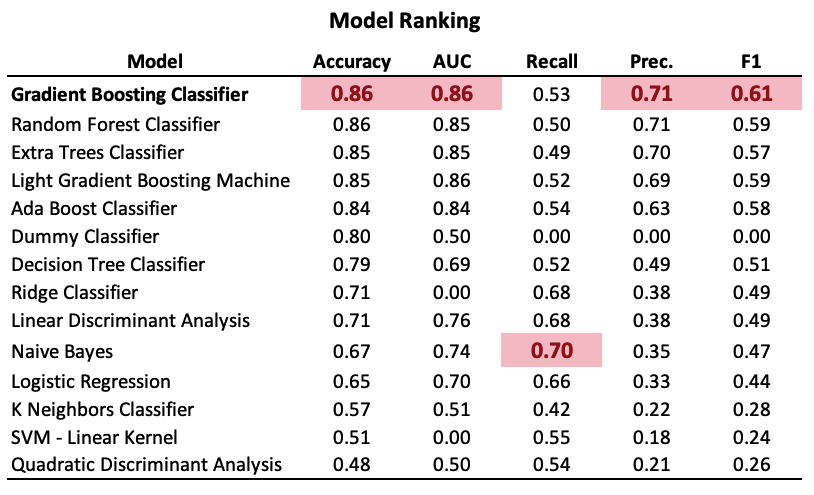 Model Ranking
Model Accuracy AUC Recall Prec. F1
Gradient Boosting Classifier 0.86 0.86 0.53 0.71 0.61
Random Forest Classifier 0.86 0.85 0.50 0.71 0.59
Extra Trees Classifier 0.85 0.85 0.49 0.70 0.57
Light Gradient Boosting Machine 0.85 0.86 0.52 0.69 0.59
Ada Boost Classifier 0.84 0.84 0.54 0.63 0.58
Dummy Classifier 0.80 0.50 0.00 0.00 0.00
Decision Tree Classifier 0.79 0.69 0.52 0.49 0.51
Ridge Classifier 0.71 0.00 0.68 0.38 0.49
Linear Discriminant Analysis 0.71 0.76 0.68 0.38 0.49
Naive Bayes 0.67 0.74 0.70 0.35 0.47
Logistic Regression 0.65 0.70 0.66 0.33 0.44
K Neighbors Classifier 0.57 0.51 0.42 0.22 0.28
SVM - Linear Kernel 0.51 0.00 0.55 0.18 0.24
Quadratic Discriminant Analysis 0.48 0.50 0.54 0.21 0.26